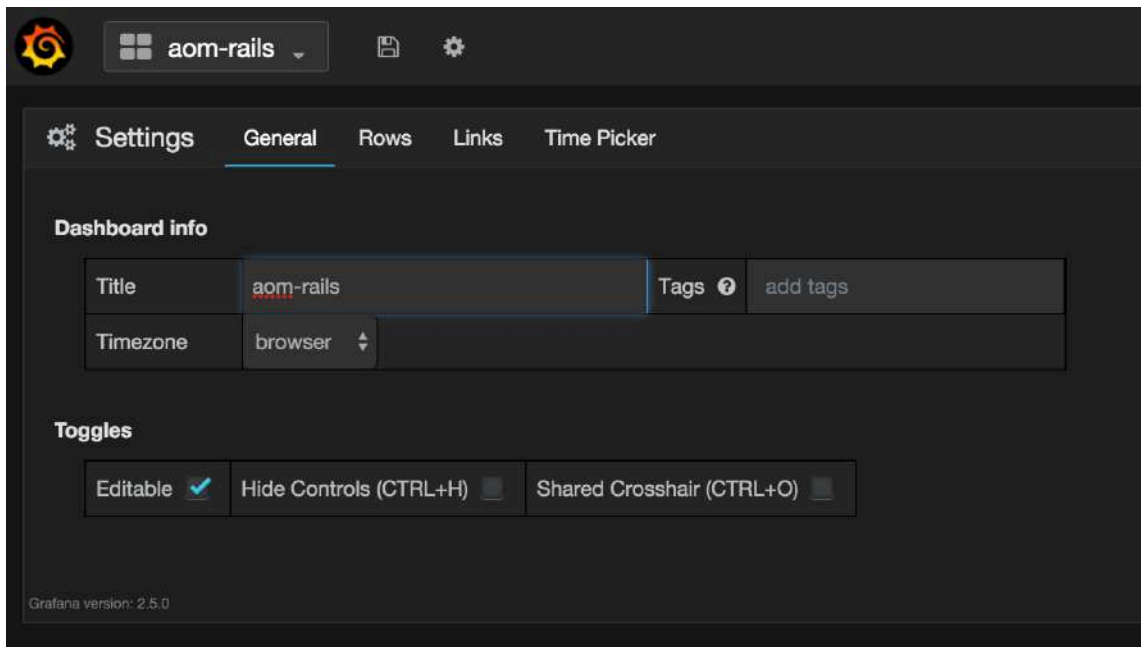 aom-rails
Settings General Rows Links Time Picker
Dashboard info
Title aom-rails Tags add tags
Timezone browser
Toggles
Editable Hide Controls (CTRL+H) Shared Crosshair (CTRL+O)
Grafana version: 2.5.0